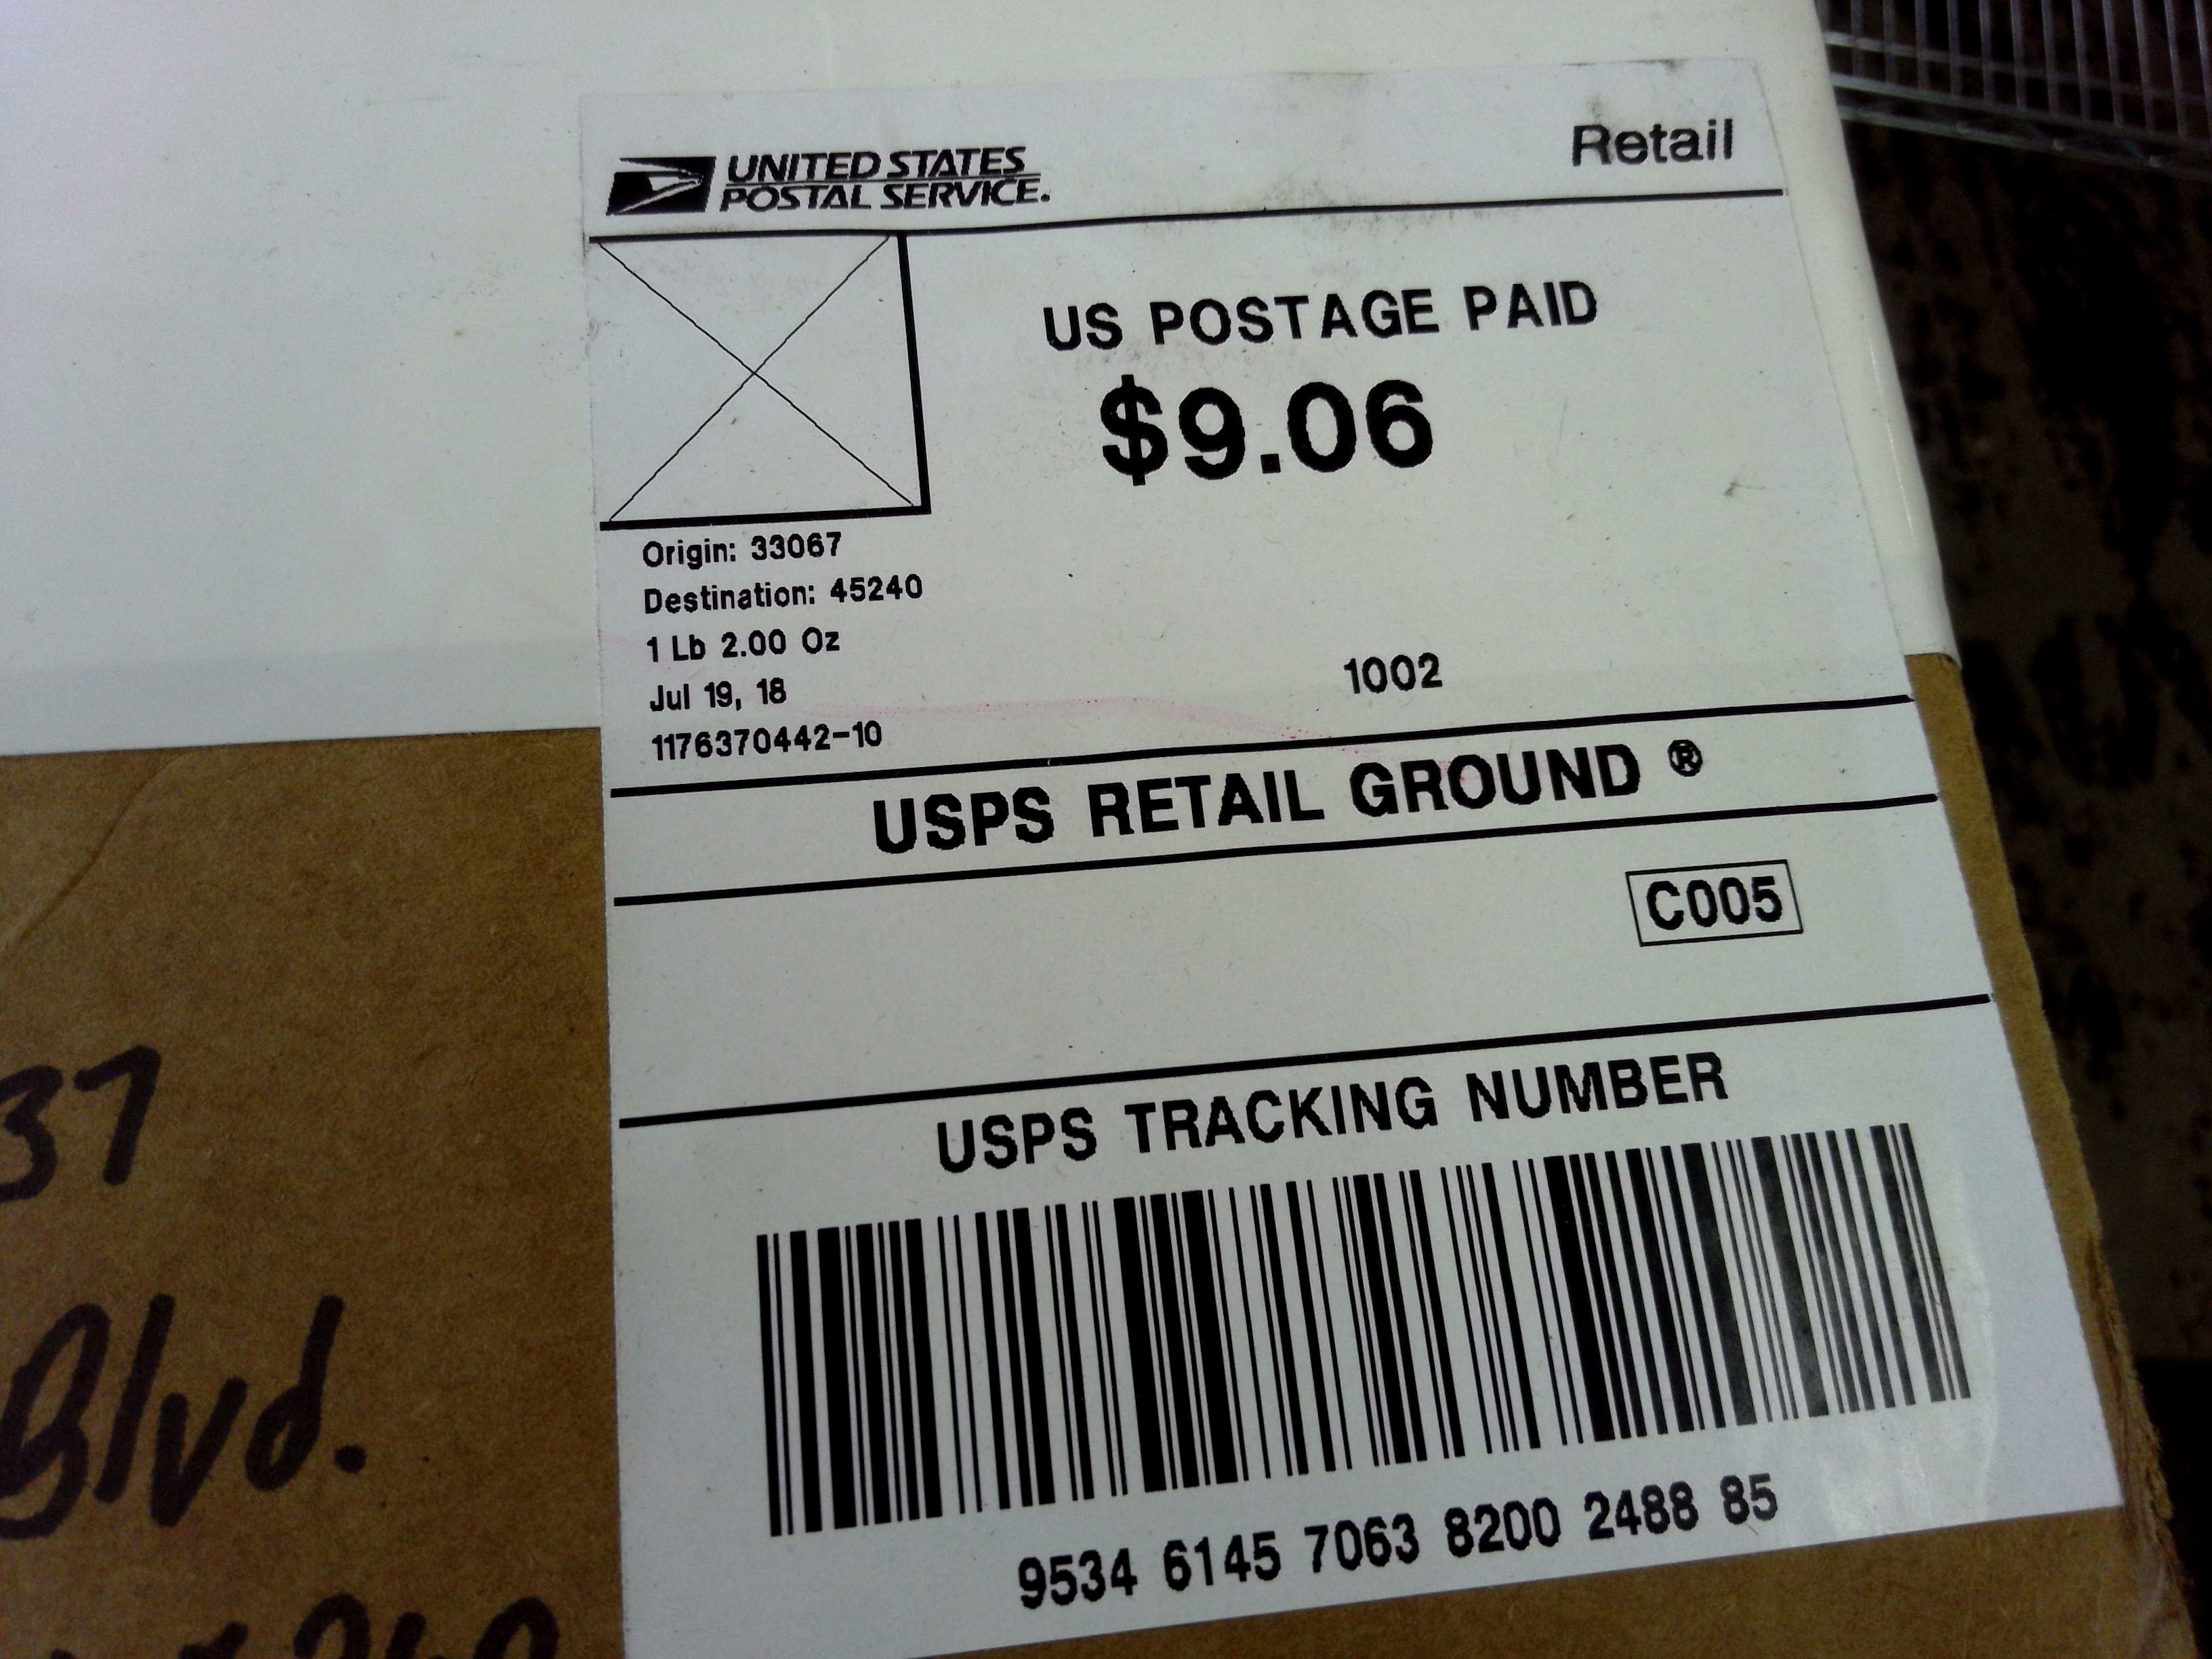 UNITED STATES
POSTAL SERVICE.
Retail
US POSTAGE PAID
$9.06
Origin: 33067
Destination: 45240
1 Lb 2.00 Oz
Jul 19, 18
1176370442-10
1002
USPS RETAIL GROUND ®
C005
USPS TRACKING NUMBER
9534 6145 7063 8200 2488 85
37
Blvd.